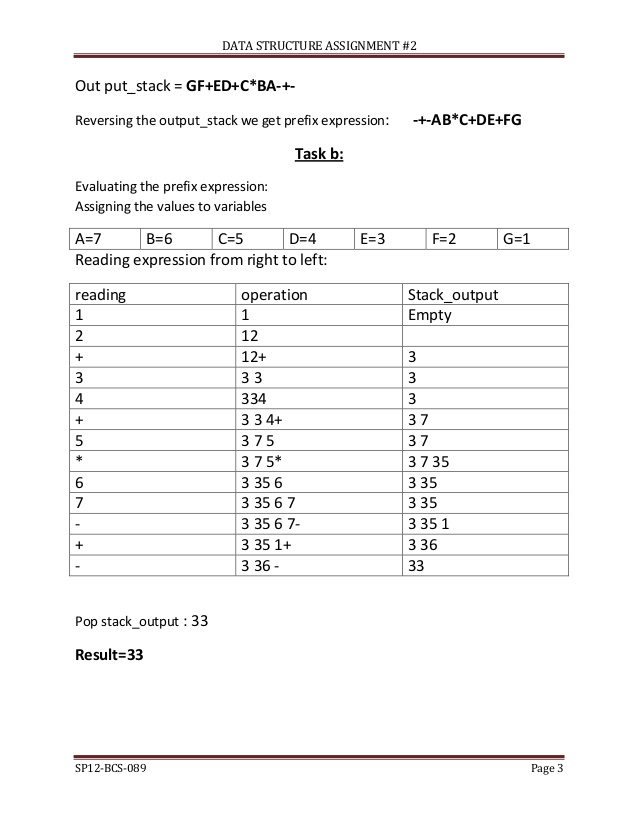 DATA STRUCTURE ASSIGNMENT #2
Out put_stack = GF+ED+C*BA-+-
Reversing the output_stack we get prefix expression: -+-AB*C+DE+FG
Task b:
Evaluating the prefix expression:
Assigning the values to variables
A=7 B=6 C=5 D=4 E=3 F=2 G=1
Reading expression from right to left:
reading operation Stack_output
1 1 Empty
2 12
+ 12+ 3
3 3 3 3
4 334 3
+ 3 3 4+ 3 7
5 3 7 5 3 7
* 3 7 5* 3 7 35
6 3 35 6 3 35
7 3 35 6 7 3 35
- 3 35 6 7- 3 35 1
+ 3 35 1+ 3 36
- 3 36 - 33
Pop stack_output : 33
Result=33
SP12-BCS-089 Page 3